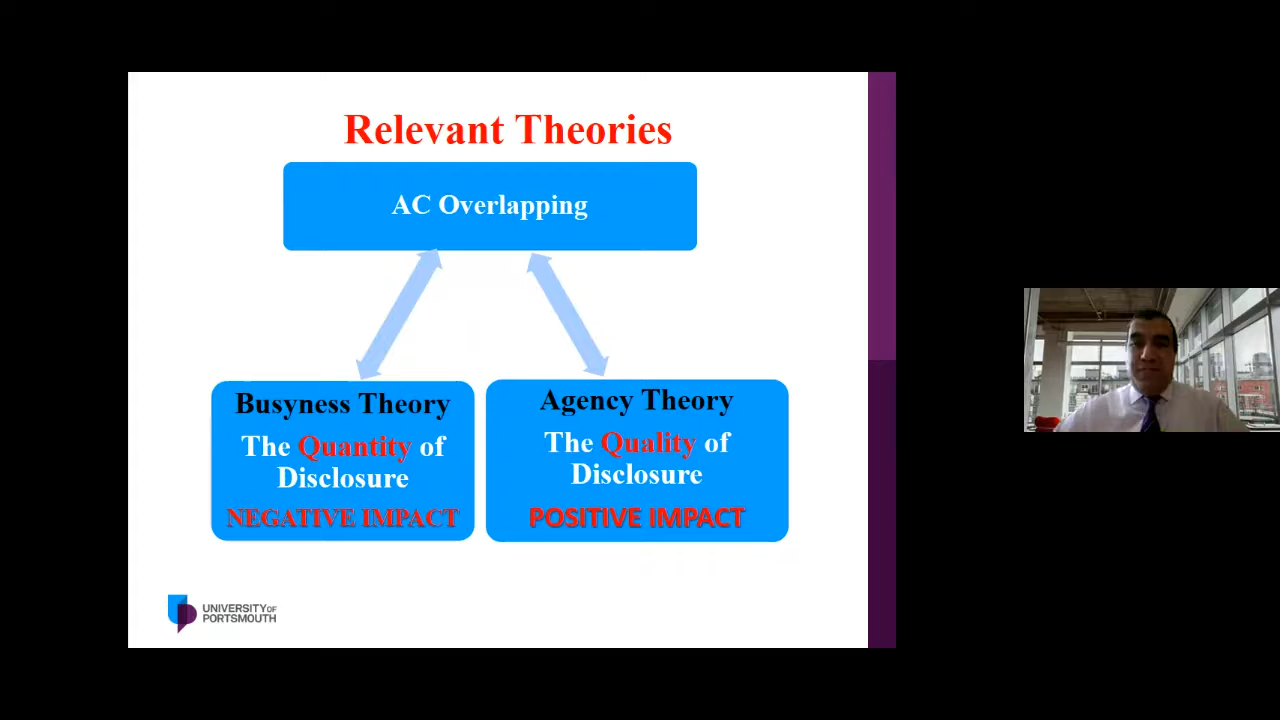 Relevant Theories
AC Overlapping
Busyness Theory
The Quantity of
Disclosure
NEGATIVE IMPACT
Agency Theory
The Quality of
Disclosure
POSITIVE IMPACT
UNIVERSITY OF
PORTSMOUTH